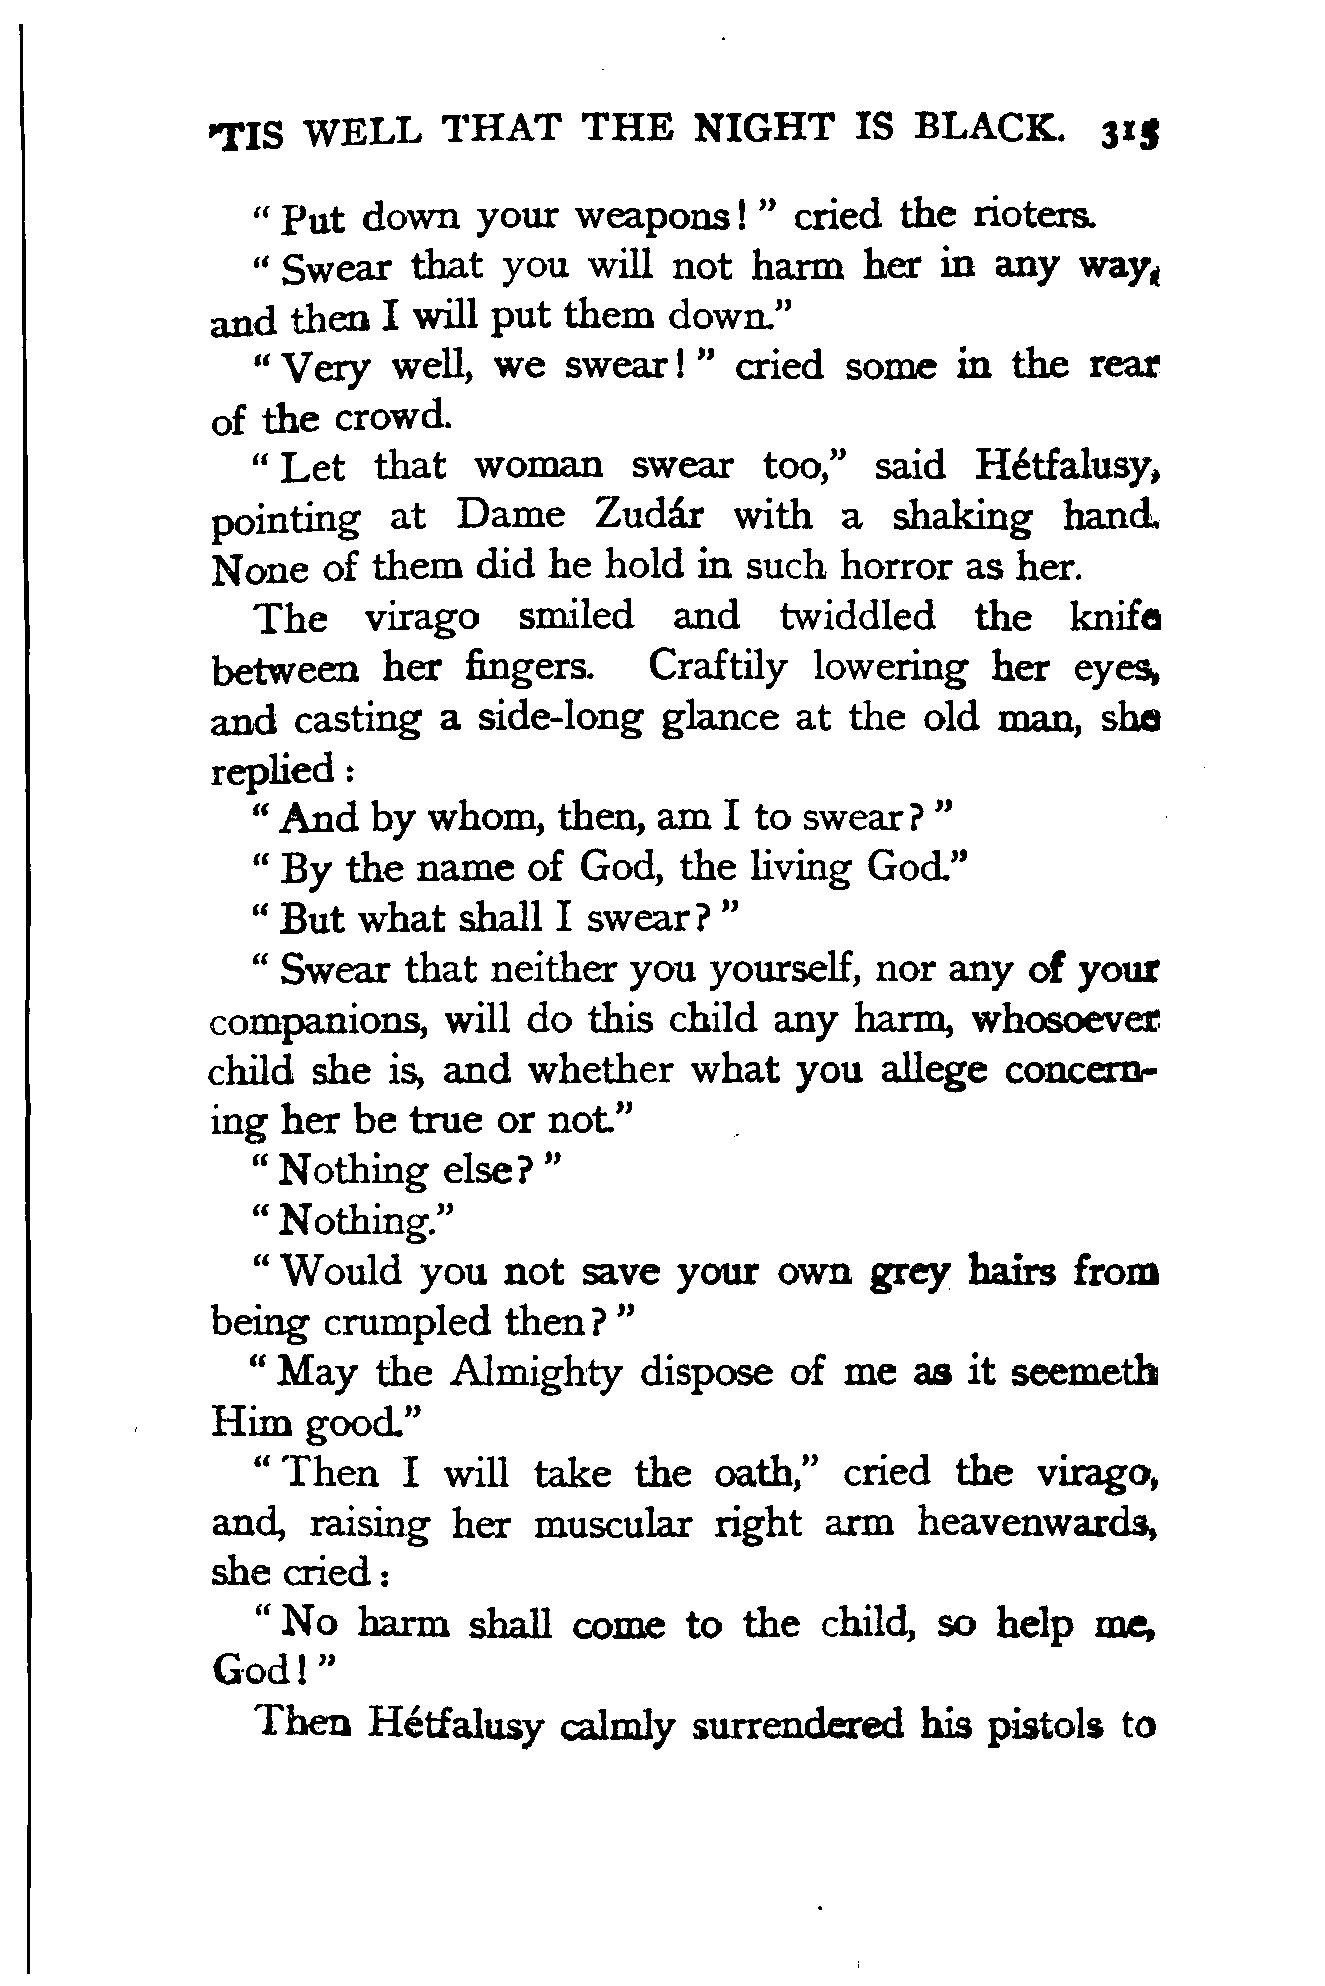 'TIS WELL THAT THE NIGHT IS BLACK. 315
" Put down your weapons! " cried the rioters.
" Swear that you will not harm her in any way,
and then I will put them down."
" Very well, we swear! " cried some in the rear
of the crowd.
" Let that woman swear too," said Hétfalusy,
pointing at Dame Zudár with a shaking hand.
None of them did he hold in such horror as her.
The virago smiled and twiddled the knife
between her fingers. Craftily lowering her eyes,
and casting a side-long glance at the old man, she
replied :
" And by whom, then, am I to swear? "
" By the name of God, the living God."
" But what shall I swear? "
" Swear that neither you yourself, nor any of your
companions, will do this child any harm, whosoever
child she is, and whether what you allege concern-
ing her be true or not."
" Nothing else? "
" Nothing."
" Would you not save your own grey hairs from
being crumpled then? "
" May the Almighty dispose of me as it seemeth
Him good."
" Then I will take the oath," cried the virago,
and, raising her muscular right arm heavenwards,
she cried :
" No harm shall come to the child, so help me,
God! "
Then Hétfalusy calmly surrendered his pistols to